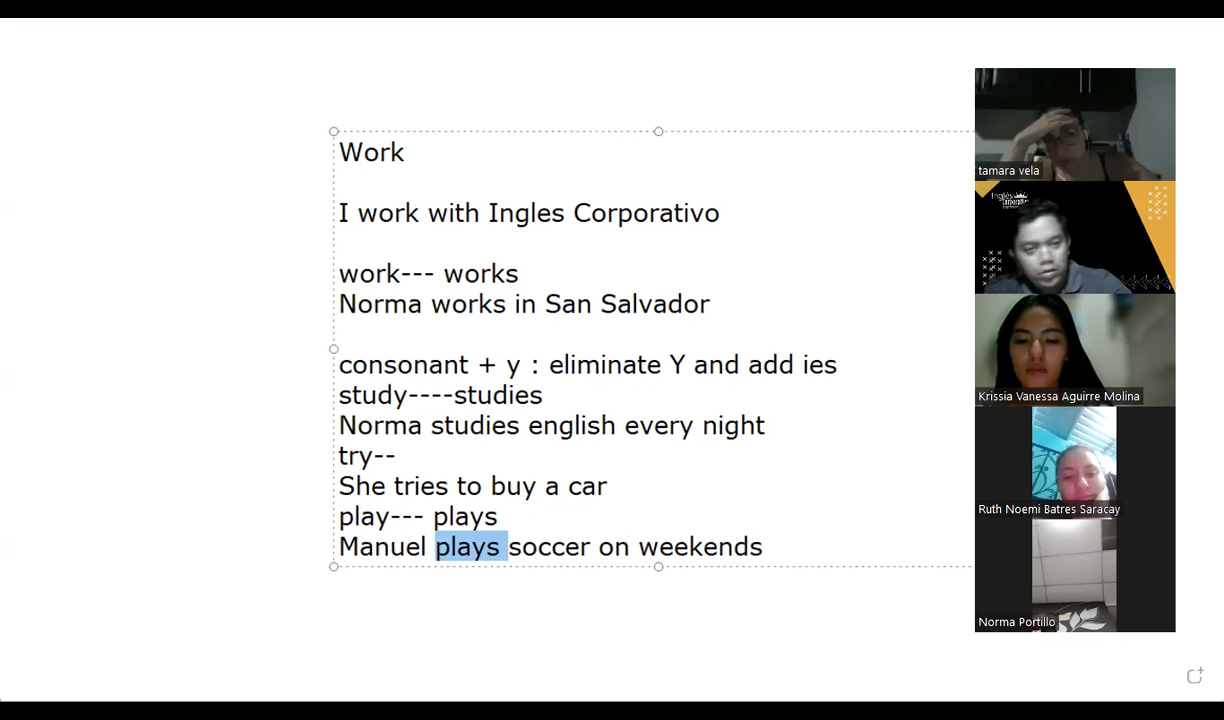 Work
I work with Ingles Corporativo
work--- works
Norma works in San Salvador
consonant + y : eliminate Y and add ies
study----studies
Norma studies english every night
try--
She tries to buy a car
play--- plays
Manuel plays soccer on weekends
tamara vela
Inglés
Corporativo
Krissia Vanessa Aguirre Molina
Ruth Noemi Batres Saracay
Norma Portillo